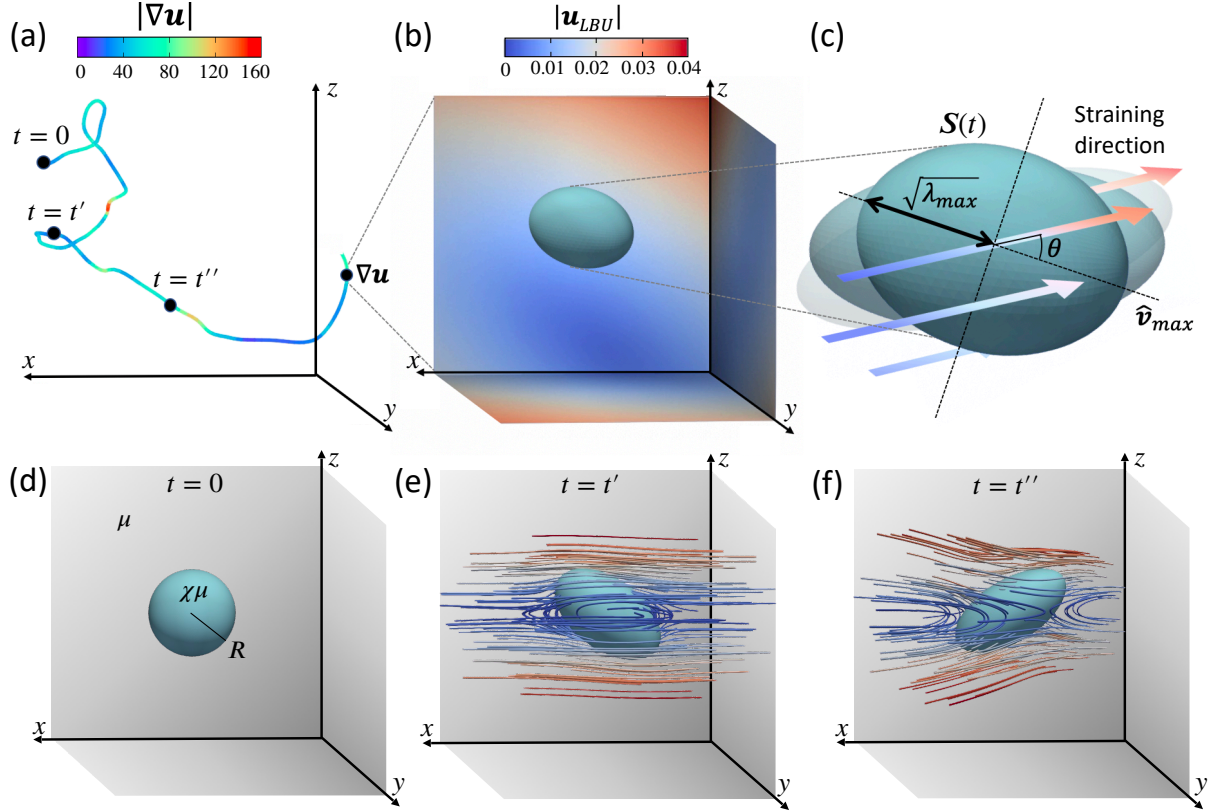 (a)
|∇u|
0 40 80 120 160
z
t = 0
t = t′
t = t′′
∇u
x
y
(b)
|u_LBU|
0 0.01 0.02 0.03 0.04
z
x
y
(c)
S(t)
Straining
direction
√λ_max
θ
v̂_max
(d)
t = 0
z
μ
χμ
R
x
y
(e)
t = t′
z
x
y
(f)
t = t′′
z
x
y